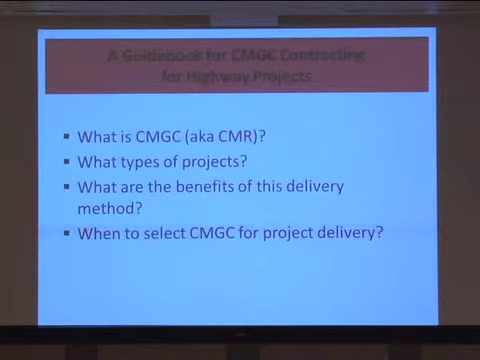 A Guidebook for CMGC Contracting
for Highway Projects
▪ What is CMGC (aka CMR)?
▪ What types of projects?
▪ What are the benefits of this delivery
method?
▪ When to select CMGC for project delivery?